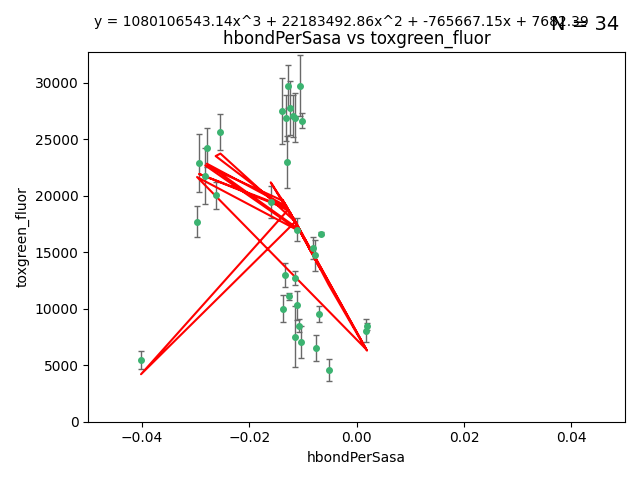 y = 1080106543.14x^3 + 22183492.86x^2 + -765667.15x + 7682.39
N = 34
hbondPerSasa vs toxgreen_fluor
30000
25000
20000
15000
10000
5000
0
toxgreen_fluor
−0.04 −0.02 0.00 0.02 0.04
hbondPerSasa